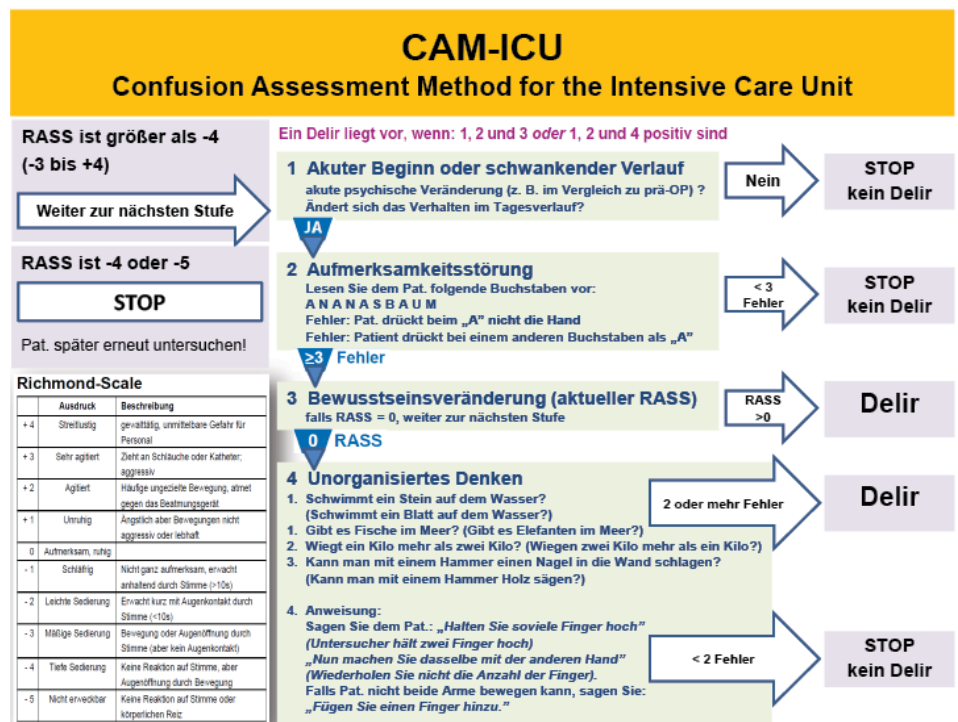 CAM-ICU
Confusion Assessment Method for the Intensive Care Unit
RASS ist größer als -4
(-3 bis +4)
Weiter zur nächsten Stufe
RASS ist -4 oder -5
STOP
Pat. später erneut untersuchen!
Richmond-Scale
Ausdruck Beschreibung
+ 4 Streitlustig gewalttätig, unmittelbare Gefahr für
Personal
+ 3 Sehr agitiert Zieht an Schläuche oder Katheter;
aggressiv
+ 2 Agitiert Häufige ungezielte Bewegung, atmet
gegen das Beatmungsgerät
+ 1 Unruhig Ängstlich aber Bewegungen nicht
aggressiv oder lebhaft
0 Aufmerksam, ruhig
- 1 Schläfrig Nicht ganz aufmerksam, erwacht
anhaltend durch Stimme (>10s)
- 2 Leichte Sedierung Erwacht kurz mit Augenkontakt durch
Stimme (<10s)
- 3 Mäßige Sedierung Bewegung oder Augenöffnung durch
Stimme (aber kein Augenkontakt)
- 4 Tiefe Sedierung Keine Reaktion auf Stimme, aber
Augenöffnung durch Bewegung
- 5 Nicht erweckbar Keine Reaktion auf Stimme oder
körperlichen Reiz
Ein Delir liegt vor, wenn: 1, 2 und 3 oder 1, 2 und 4 positiv sind
1 Akuter Beginn oder schwankender Verlauf
akute psychische Veränderung (z. B. im Vergleich zu prä-OP) ?
Ändert sich das Verhalten im Tagesverlauf?
Nein
STOP
kein Delir
JA
2 Aufmerksamkeitsstörung
Lesen Sie dem Pat. folgende Buchstaben vor:
A N A N A S B A U M
Fehler: Pat. drückt beim „A" nicht die Hand
Fehler: Patient drückt bei einem anderen Buchstaben als „A"
< 3
Fehler
STOP
kein Delir
≥3 Fehler
3 Bewusstseinsveränderung (aktueller RASS)
falls RASS = 0, weiter zur nächsten Stufe
RASS
>0
Delir
0 RASS
4 Unorganisiertes Denken
1. Schwimmt ein Stein auf dem Wasser?
(Schwimmt ein Blatt auf dem Wasser?)
1. Gibt es Fische im Meer? (Gibt es Elefanten im Meer?)
2. Wiegt ein Kilo mehr als zwei Kilo? (Wiegen zwei Kilo mehr als ein Kilo?)
3. Kann man mit einem Hammer einen Nagel in die Wand schlagen?
(Kann man mit einem Hammer Holz sägen?)
2 oder mehr Fehler
Delir
4. Anweisung:
Sagen Sie dem Pat.: „Halten Sie soviele Finger hoch"
(Untersucher hält zwei Finger hoch)
„Nun machen Sie dasselbe mit der anderen Hand"
(Wiederholen Sie nicht die Anzahl der Finger).
Falls Pat. nicht beide Arme bewegen kann, sagen Sie:
„Fügen Sie einen Finger hinzu."
< 2 Fehler
STOP
kein Delir